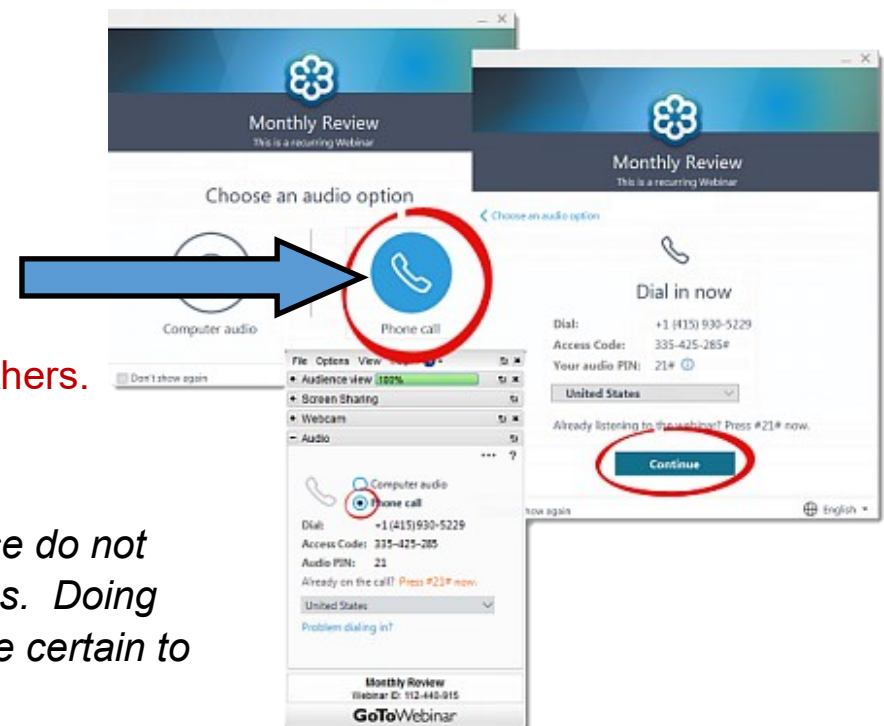 Monthly Review
This is a recurring Webinar
Choose an audio option
Computer audio
Phone call
Don't show again
Monthly Review
This is a recurring Webinar
Choose an audio option
Dial in now
Dial: +1 (415) 930-5229
Access Code: 335-425-285#
Your audio PIN: 21#
United States
Already listening to the webinar? Press #21# now.
Continue
show again
English
hers.
e do not
s. Doing
e certain to
File Options View
Audience view 100%
Screen Sharing
Webcam
Audio
... ?
Computer audio
Phone call
Dial: +1 (415) 930-5229
Access Code: 335-425-285
Audio PIN: 21
Already on the call? Press #21# now.
United States
Problem dialing in?
Monthly Review
Webinar ID: 112-440-915
GoToWebinar